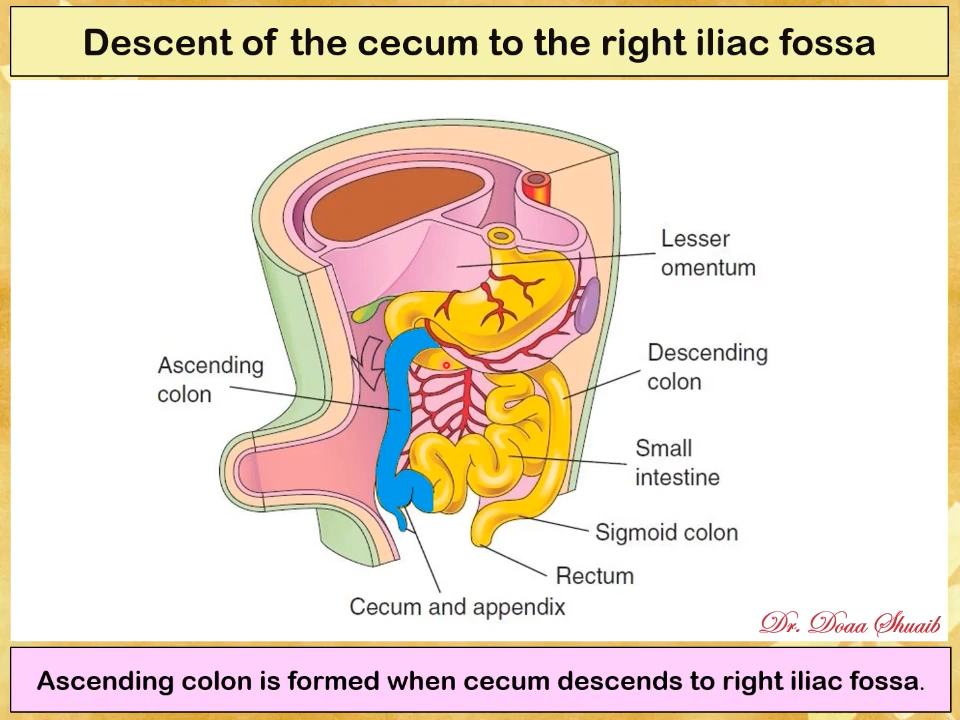 Descent of the cecum to the right iliac fossa
Lesser
omentum
Ascending
colon
Descending
colon
Small
intestine
Sigmoid colon
Rectum
Cecum and appendix
Dr. Doaa Shuaib
Ascending colon is formed when cecum descends to right iliac fossa.